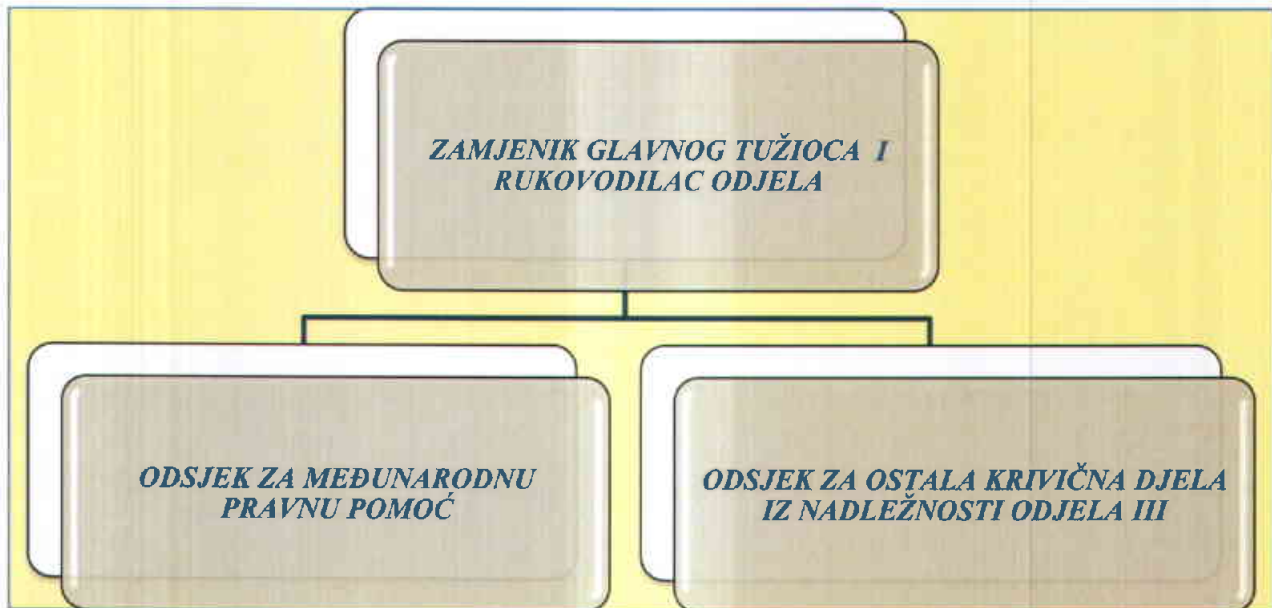 ZAMJENIK GLAVNOG TUŽIOCA I
RUKOVODILAC ODJELA
ODSJEK ZA MEĐUNARODNU
PRAVNU POMOĆ
ODSJEK ZA OSTALA KRIVIČNA DJELA
IZ NADLEŽNOSTI ODJELA III